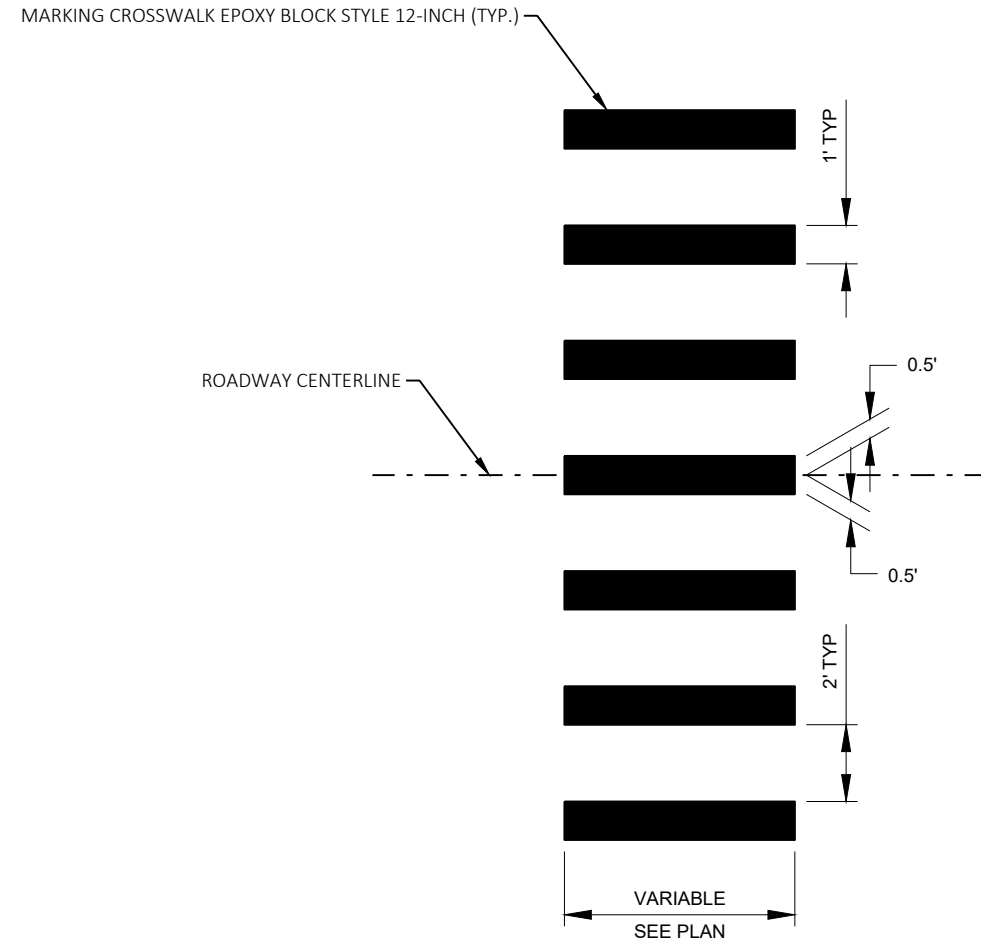 MARKING CROSSWALK EPOXY BLOCK STYLE 12-INCH (TYP.)
1' TYP
0.5'
ROADWAY CENTERLINE
0.5'
2' TYP
VARIABLE
SEE PLAN